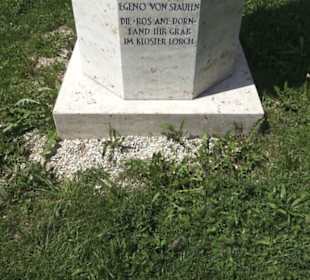 EGENO VON STAUFEN
DIE·ROS ANE DORN·
FAND IHR GRAB
IM KLOSTER LORCH